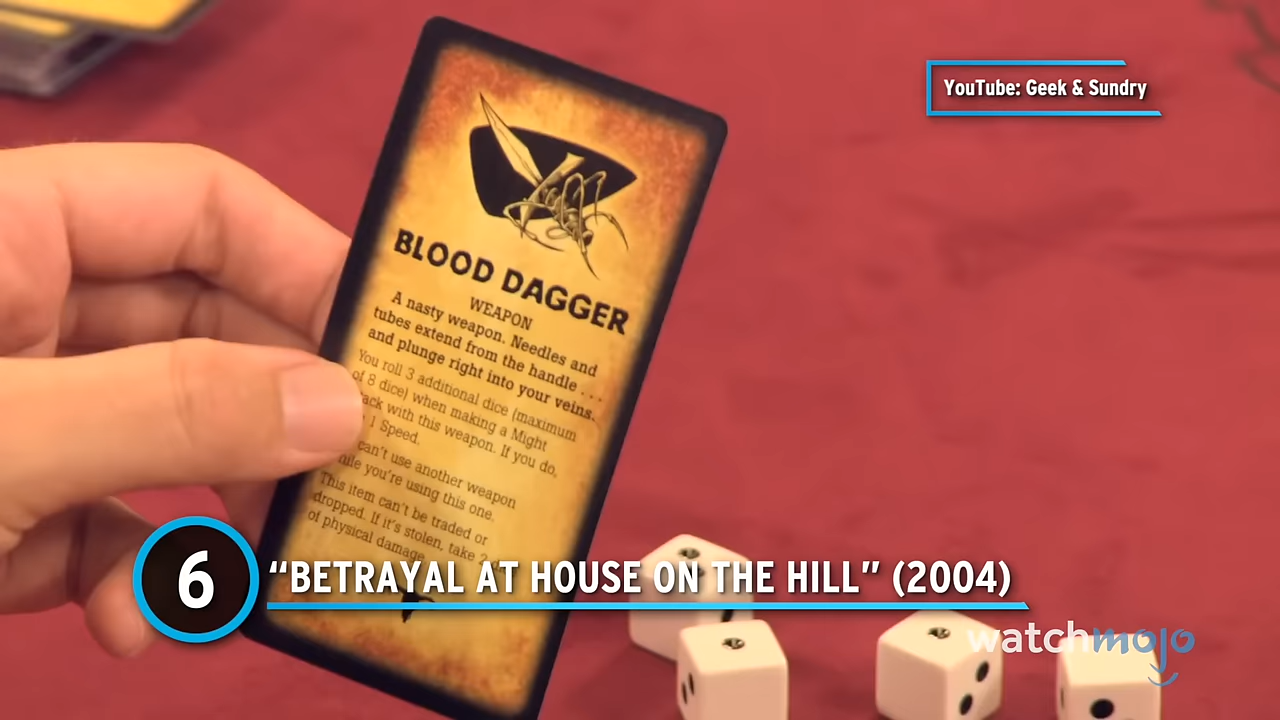 YouTube: Geek & Sundry
BLOOD DAGGER
WEAPON
A nasty weapon. Needles and
tubes extend from the handle . . .
and plunge right into your veins.
You roll 3 additional dice (maximum
of 8 dice) when making a Might
ack with this weapon. If you do,
1 Speed.
can't use another weapon
while you're using this one.
This item can't be traded or
dropped. If it's stolen, take 2
of physical damage
6
“BETRAYAL AT HOUSE ON THE HILL” (2004)
watchmojo